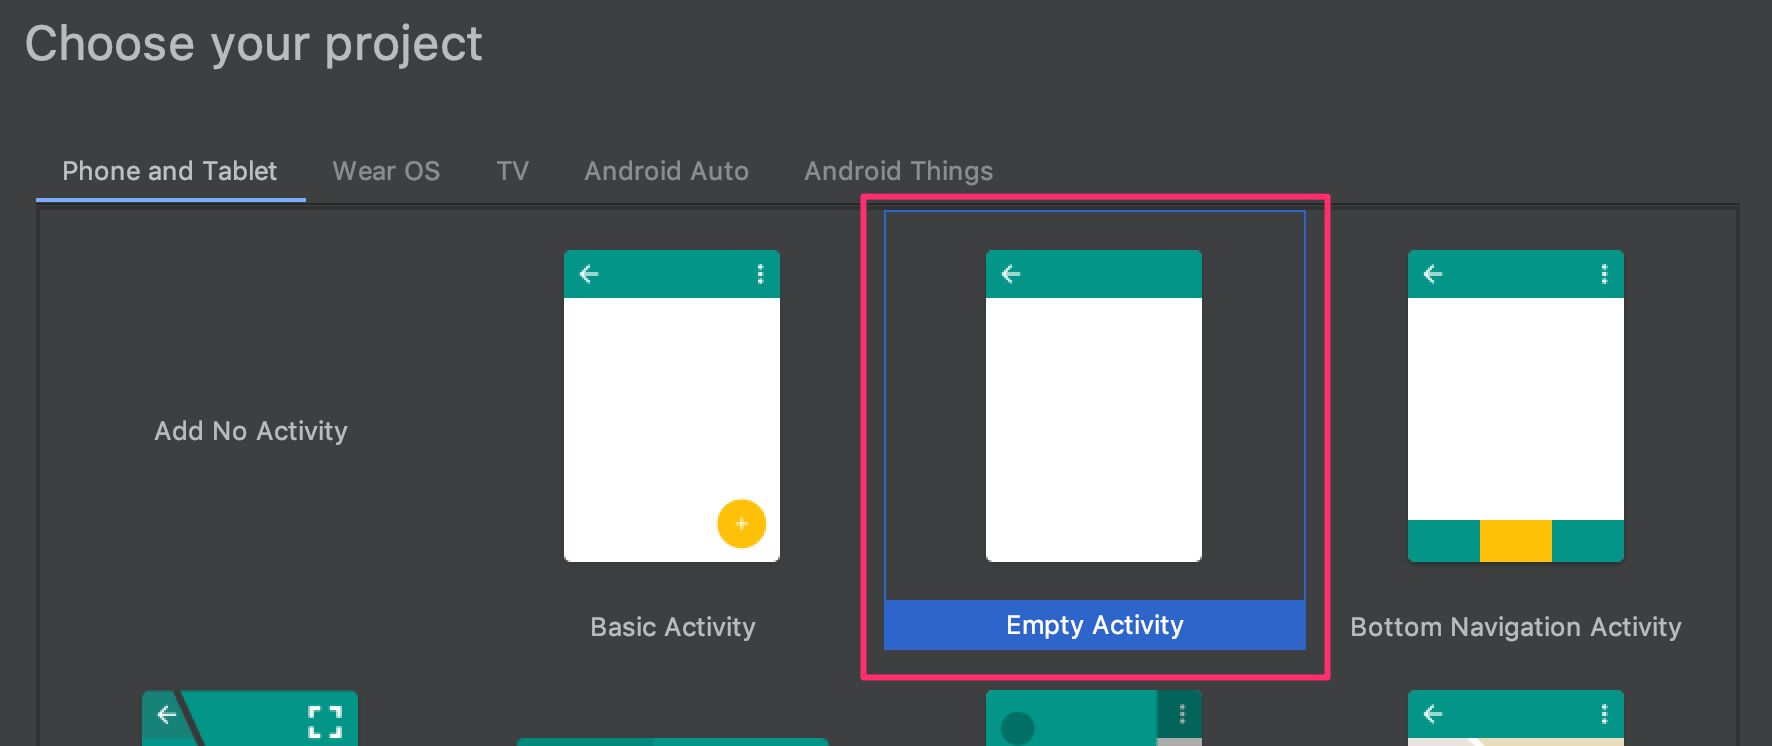 Choose your project
Phone and Tablet Wear OS TV Android Auto Android Things
Add No Activity
Basic Activity
Empty Activity
Bottom Navigation Activity